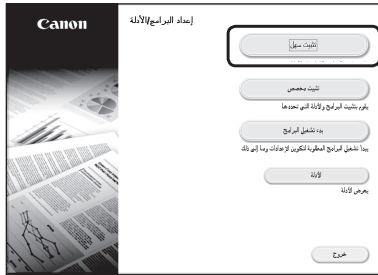 Canon
إعداد البرامج/الأدلة
تثبيت سهل
تثبيت مخصص
يقوم بتثبيت البرامج والأدلة التي تحددها
بدء تشغيل البرامج
يبدأ تشغيل البرامج المطلوبة لتكوين الإعدادات وما إلى ذلك
الأدلة
يعرض الأدلة
خروج